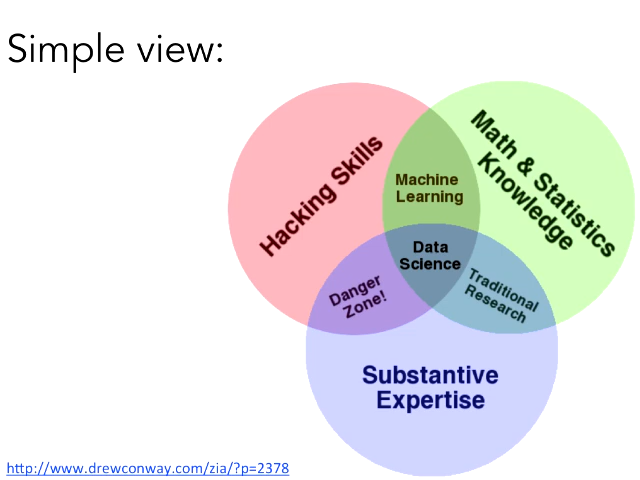 Simple view:
Hacking Skills
Math & Statistics
Knowledge
Machine
Learning
Data
Science
Danger
Zone!
Traditional
Research
Substantive
Expertise
http://www.drewconway.com/zia/?p=2378